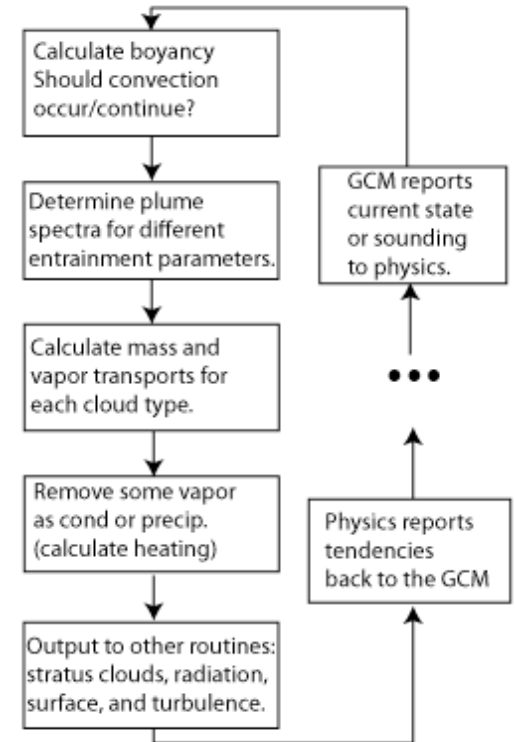 Calculate boyancy
Should convection
occur/continue?
Determine plume
spectra for different
entrainment parameters.
Calculate mass and
vapor transports for
each cloud type.
Remove some vapor
as cond or precip.
(calculate heating)
Output to other routines:
stratus clouds, radiation,
surface, and turbulence.
Physics reports
tendencies
back to the GCM
GCM reports
current state
or sounding
to physics.